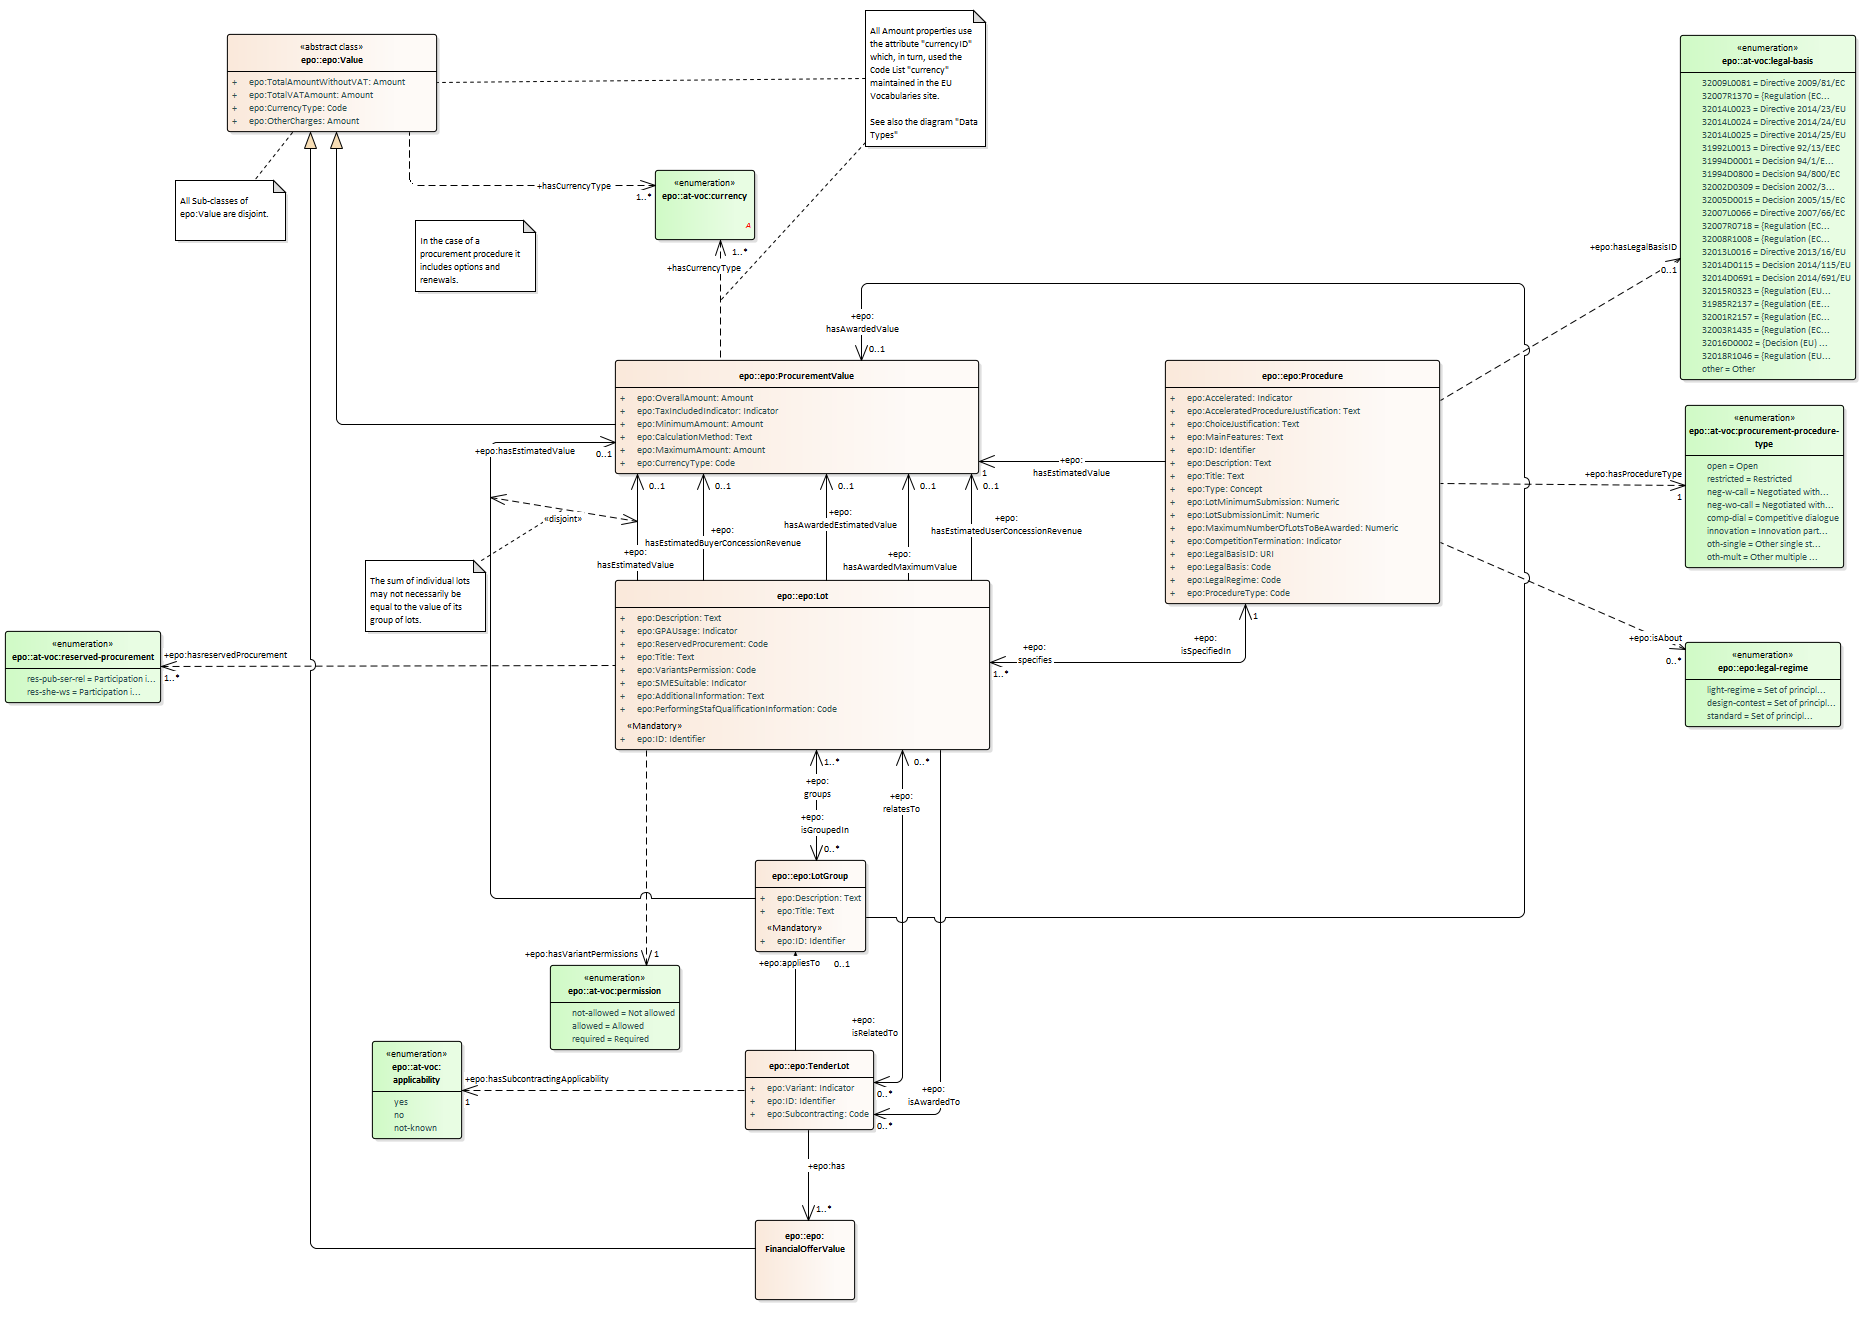 «abstract class»
epo::epo:Value
+ epo:TotalAmountWithoutVAT: Amount
+ epo:TotalVATAmount: Amount
+ epo:CurrencyType: Code
+ epo:OtherCharges: Amount
All Amount properties use
the attribute "currencyID"
which, in turn, used the
Code List "currency"
maintained in the EU
Vocabularies site.
See also the diagram "Data
Types"
All Sub-classes of
epo:Value are disjoint.
+hasCurrencyType
1..*
«enumeration»
epo::at-voc:currency
A
In the case of a
procurement procedure it
includes options and
renewals.
1..*
+hasCurrencyType
«enumeration»
epo::at-voc:legal-basis
32009L0081 = Directive 2009/81/EC
32007R1370 = {Regulation (EC...
32014L0023 = Directive 2014/23/EU
32014L0024 = Directive 2014/24/EU
32014L0025 = Directive 2014/25/EU
31992L0013 = Directive 92/13/EEC
31994D0001 = Decision 94/1/E...
31994D0800 = Decision 94/800/EC
32002D0309 = Decision 2002/3...
32005D0015 = Decision 2005/15/EC
32007L0066 = Directive 2007/66/EC
32007R0718 = {Regulation (EC...
32008R1008 = {Regulation (EC...
32013L0016 = Directive 2013/16/EU
32014D0115 = Decision 2014/115/EU
32014D0691 = Decision 2014/691/EU
32015R0323 = {Regulation (EU...
31985R2137 = {Regulation (EE...
32001R2157 = {Regulation (EC...
32003R1435 = {Regulation (EC...
32016D0002 = {Decision (EU) ...
32018R1046 = {Regulation (EU...
other = Other
+epo:hasLegalBasisID
0..1
+epo:
hasAwardedValue
0..1
epo::epo:ProcurementValue
+ epo:OverallAmount: Amount
+ epo:TaxIncludedIndicator: Indicator
+ epo:MinimumAmount: Amount
+ epo:CalculationMethod: Text
+ epo:MaximumAmount: Amount
+ epo:CurrencyType: Code
epo::epo:Procedure
+ epo:Accelerated: Indicator
+ epo:AcceleratedProcedureJustification: Text
+ epo:ChoiceJustification: Text
+ epo:MainFeatures: Text
+ epo:ID: Identifier
+ epo:Description: Text
+ epo:Title: Text
+ epo:Type: Concept
+ epo:LotMinimumSubmission: Numeric
+ epo:LotSubmissionLimit: Numeric
+ epo:MaximumNumberOfLotsToBeAwarded: Numeric
+ epo:CompetitionTermination: Indicator
+ epo:LegalBasisID: URI
+ epo:LegalBasis: Code
+ epo:LegalRegime: Code
+ epo:ProcedureType: Code
«enumeration»
epo::at-voc:procurement-procedure-
type
open = Open
restricted = Restricted
neg-w-call = Negotiated with...
neg-wo-call = Negotiated with...
comp-dial = Competitive dialogue
innovation = Innovation part...
oth-single = Other single st...
oth-mult = Other multiple ...
+epo:hasProcedureType
1
+epo:hasEstimatedValue
0..1
+epo:
hasEstimatedValue
1
0..1
0..1
0..1
0..1
0..1
«disjoint»
+epo:
hasEstimatedValue
+epo:
hasEstimatedBuyerConcessionRevenue
+epo:
hasAwardedEstimatedValue
+epo:
hasAwardedMaximumValue
+epo:
hasEstimatedUserConcessionRevenue
The sum of individual lots
may not necessarily be
equal to the value of its
group of lots.
epo::epo:Lot
+ epo:Description: Text
+ epo:GPAUsage: Indicator
+ epo:ReservedProcurement: Code
+ epo:Title: Text
+ epo:VariantsPermission: Code
+ epo:SMESuitable: Indicator
+ epo:AdditionalInformation: Text
+ epo:PerformingStafQualificationInformation: Code
«Mandatory»
+ epo:ID: Identifier
«enumeration»
epo::at-voc:reserved-procurement
res-pub-ser-rel = Participation i...
res-she-ws = Participation i...
+epo:hasreservedProcurement
1..*
1
+epo:
isSpecifiedIn
+epo:
specifies
1..*
+epo:isAbout
0..*
«enumeration»
epo::epo:legal-regime
light-regime = Set of principl...
design-contest = Set of principl...
standard = Set of principl...
1..*
+epo:
groups
+epo:
isGroupedIn
0..*
0..*
+epo:
relatesTo
epo::epo:LotGroup
+ epo:Description: Text
+ epo:Title: Text
«Mandatory»
+ epo:ID: Identifier
+epo:hasVariantPermissions
1
+epo:appliesTo
0..1
«enumeration»
epo::at-voc:permission
not-allowed = Not allowed
allowed = Allowed
required = Required
+epo:
isRelatedTo
«enumeration»
epo::at-voc:
applicability
yes
no
not-known
+epo:hasSubcontractingApplicability
1
epo::epo:TenderLot
+ epo:Variant: Indicator
+ epo:ID: Identifier
+ epo:Subcontracting: Code
0..*
+epo:
isAwardedTo
0..*
+epo:has
1..*
epo::epo:
FinancialOfferValue